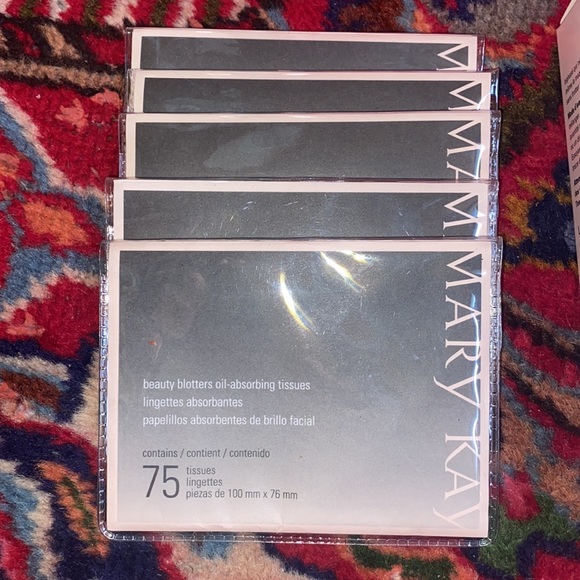 M
M
MA
M
MARY KAY
beauty blotters oil-absorbing tissues
lingettes absorbantes
papelillos absorbentes de brillo facial
contains / contient / contenido
75 tissues
lingettes
piezas de 100 mm x 76 mm